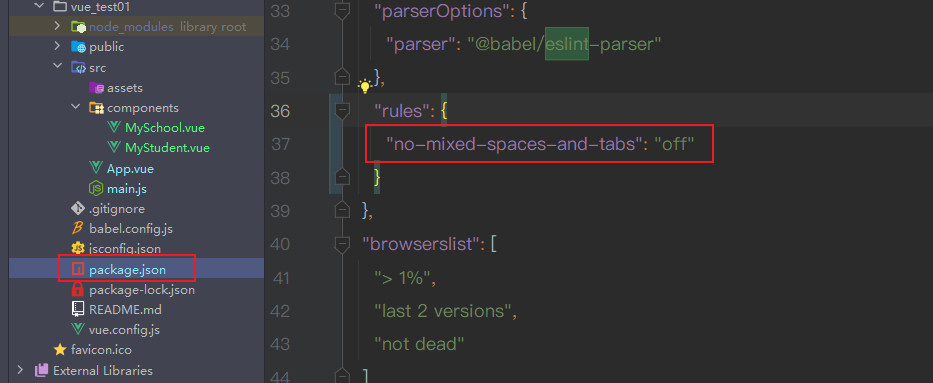 vue_test01
node_modules library root
public
src
assets
components
MySchool.vue
MyStudent.vue
App.vue
main.js
.gitignore
babel.config.js
jsconfig.json
package.json
package-lock.json
README.md
vue.config.js
favicon.ico
External Libraries
33 "parserOptions": {
34 "parser": "@babel/eslint-parser"
35 },
36 "rules": {
37 "no-mixed-spaces-and-tabs": "off"
38 }
39 },
40 "browserslist": [
41 "> 1%",
42 "last 2 versions",
43 "not dead"
44 ]